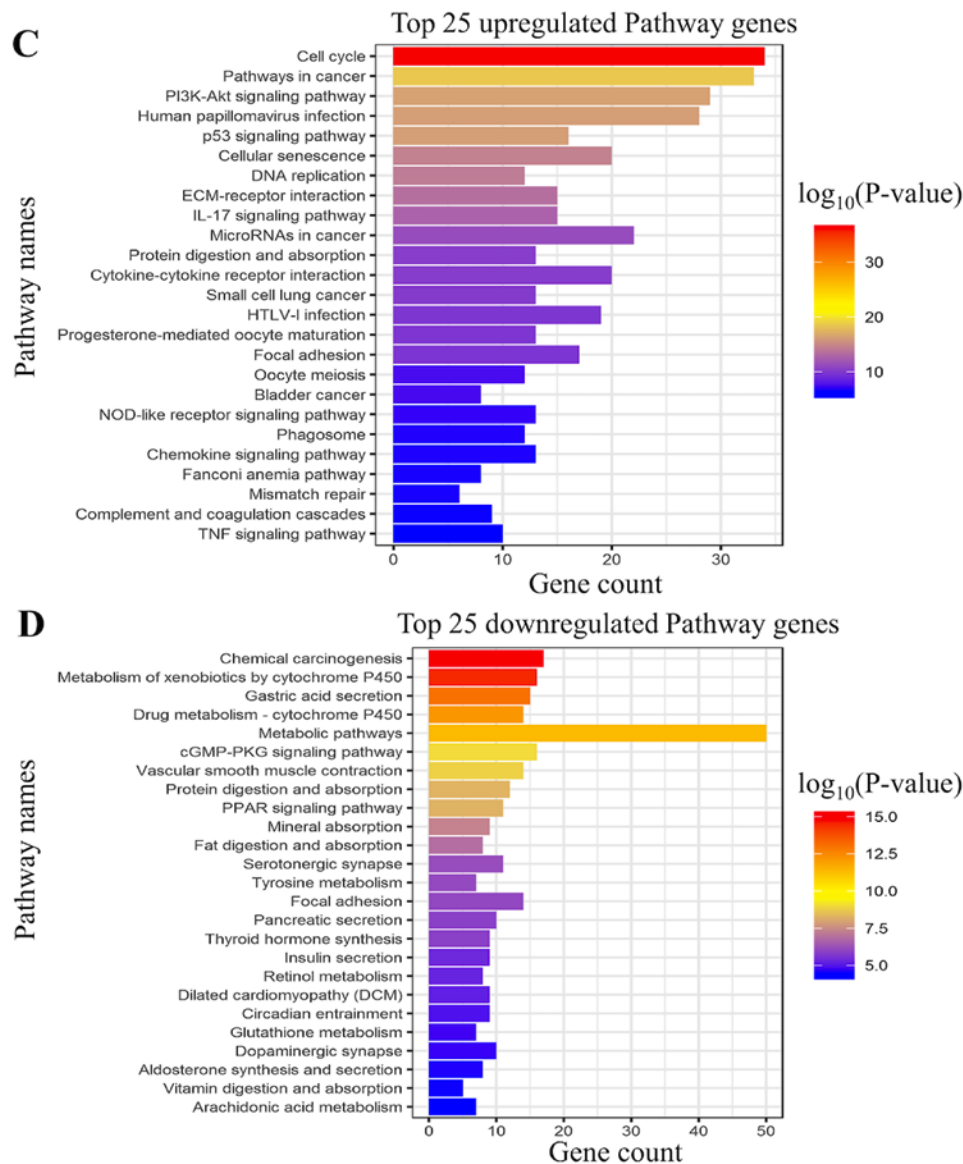 C
Top 25 upregulated Pathway genes
Pathway names
Cell cycle
Pathways in cancer
PI3K-Akt signaling pathway
Human papillomavirus infection
p53 signaling pathway
Cellular senescence
DNA replication
ECM-receptor interaction
IL-17 signaling pathway
MicroRNAs in cancer
Protein digestion and absorption
Cytokine-cytokine receptor interaction
Small cell lung cancer
HTLV-I infection
Progesterone-mediated oocyte maturation
Focal adhesion
Oocyte meiosis
Bladder cancer
NOD-like receptor signaling pathway
Phagosome
Chemokine signaling pathway
Fanconi anemia pathway
Mismatch repair
Complement and coagulation cascades
TNF signaling pathway
0 10 20 30
Gene count
log₁₀(P-value)
30
20
10
D
Top 25 downregulated Pathway genes
Pathway names
Chemical carcinogenesis
Metabolism of xenobiotics by cytochrome P450
Gastric acid secretion
Drug metabolism - cytochrome P450
Metabolic pathways
cGMP-PKG signaling pathway
Vascular smooth muscle contraction
Protein digestion and absorption
PPAR signaling pathway
Mineral absorption
Fat digestion and absorption
Serotonergic synapse
Tyrosine metabolism
Focal adhesion
Pancreatic secretion
Thyroid hormone synthesis
Insulin secretion
Retinol metabolism
Dilated cardiomyopathy (DCM)
Circadian entrainment
Glutathione metabolism
Dopaminergic synapse
Aldosterone synthesis and secretion
Vitamin digestion and absorption
Arachidonic acid metabolism
0 10 20 30 40 50
Gene count
log₁₀(P-value)
15.0
12.5
10.0
7.5
5.0